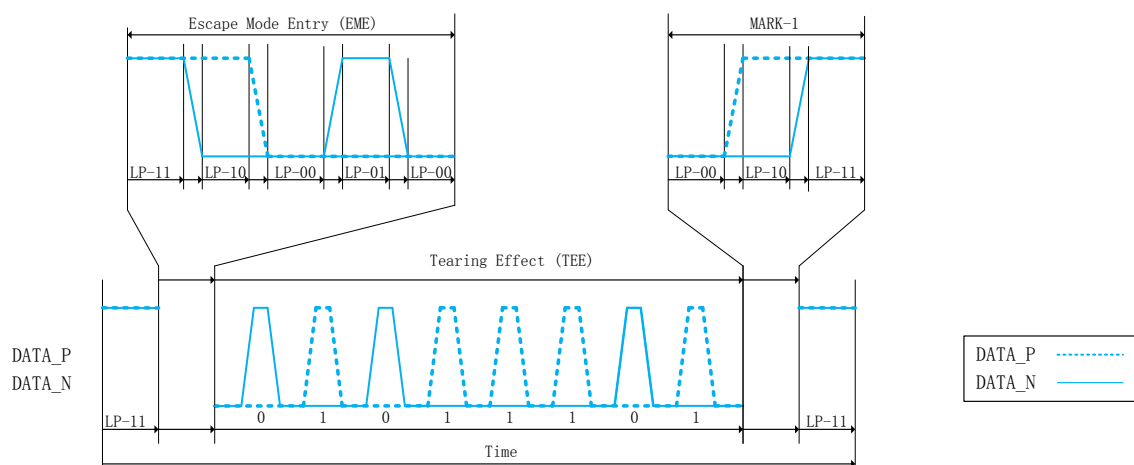 Escape Mode Entry (EME)
MARK-1
LP-11
LP-10
LP-00
LP-01
LP-00
LP-00
LP-10
LP-11
Tearing Effect (TEE)
DATA_P
DATA_N
DATA_P
DATA_N
0
1
0
1
1
1
0
1
LP-11
LP-11
Time